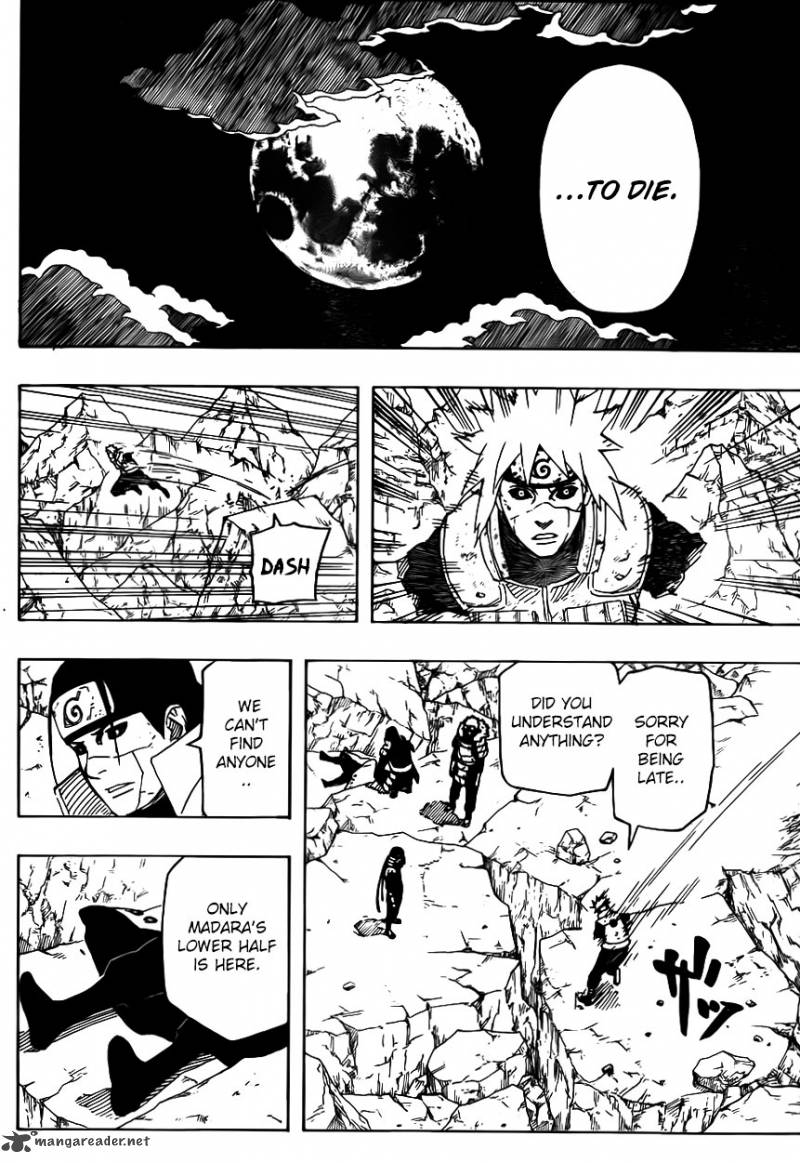 ...TO DIE.
DASH
SORRY
FOR
BEING
LATE..
DID YOU
UNDERSTAND
ANYTHING?
ザッ
WE
CAN'T
FIND
ANYONE
..
ONLY
MADARA'S
LOWER HALF
IS HERE.
mangareader.net